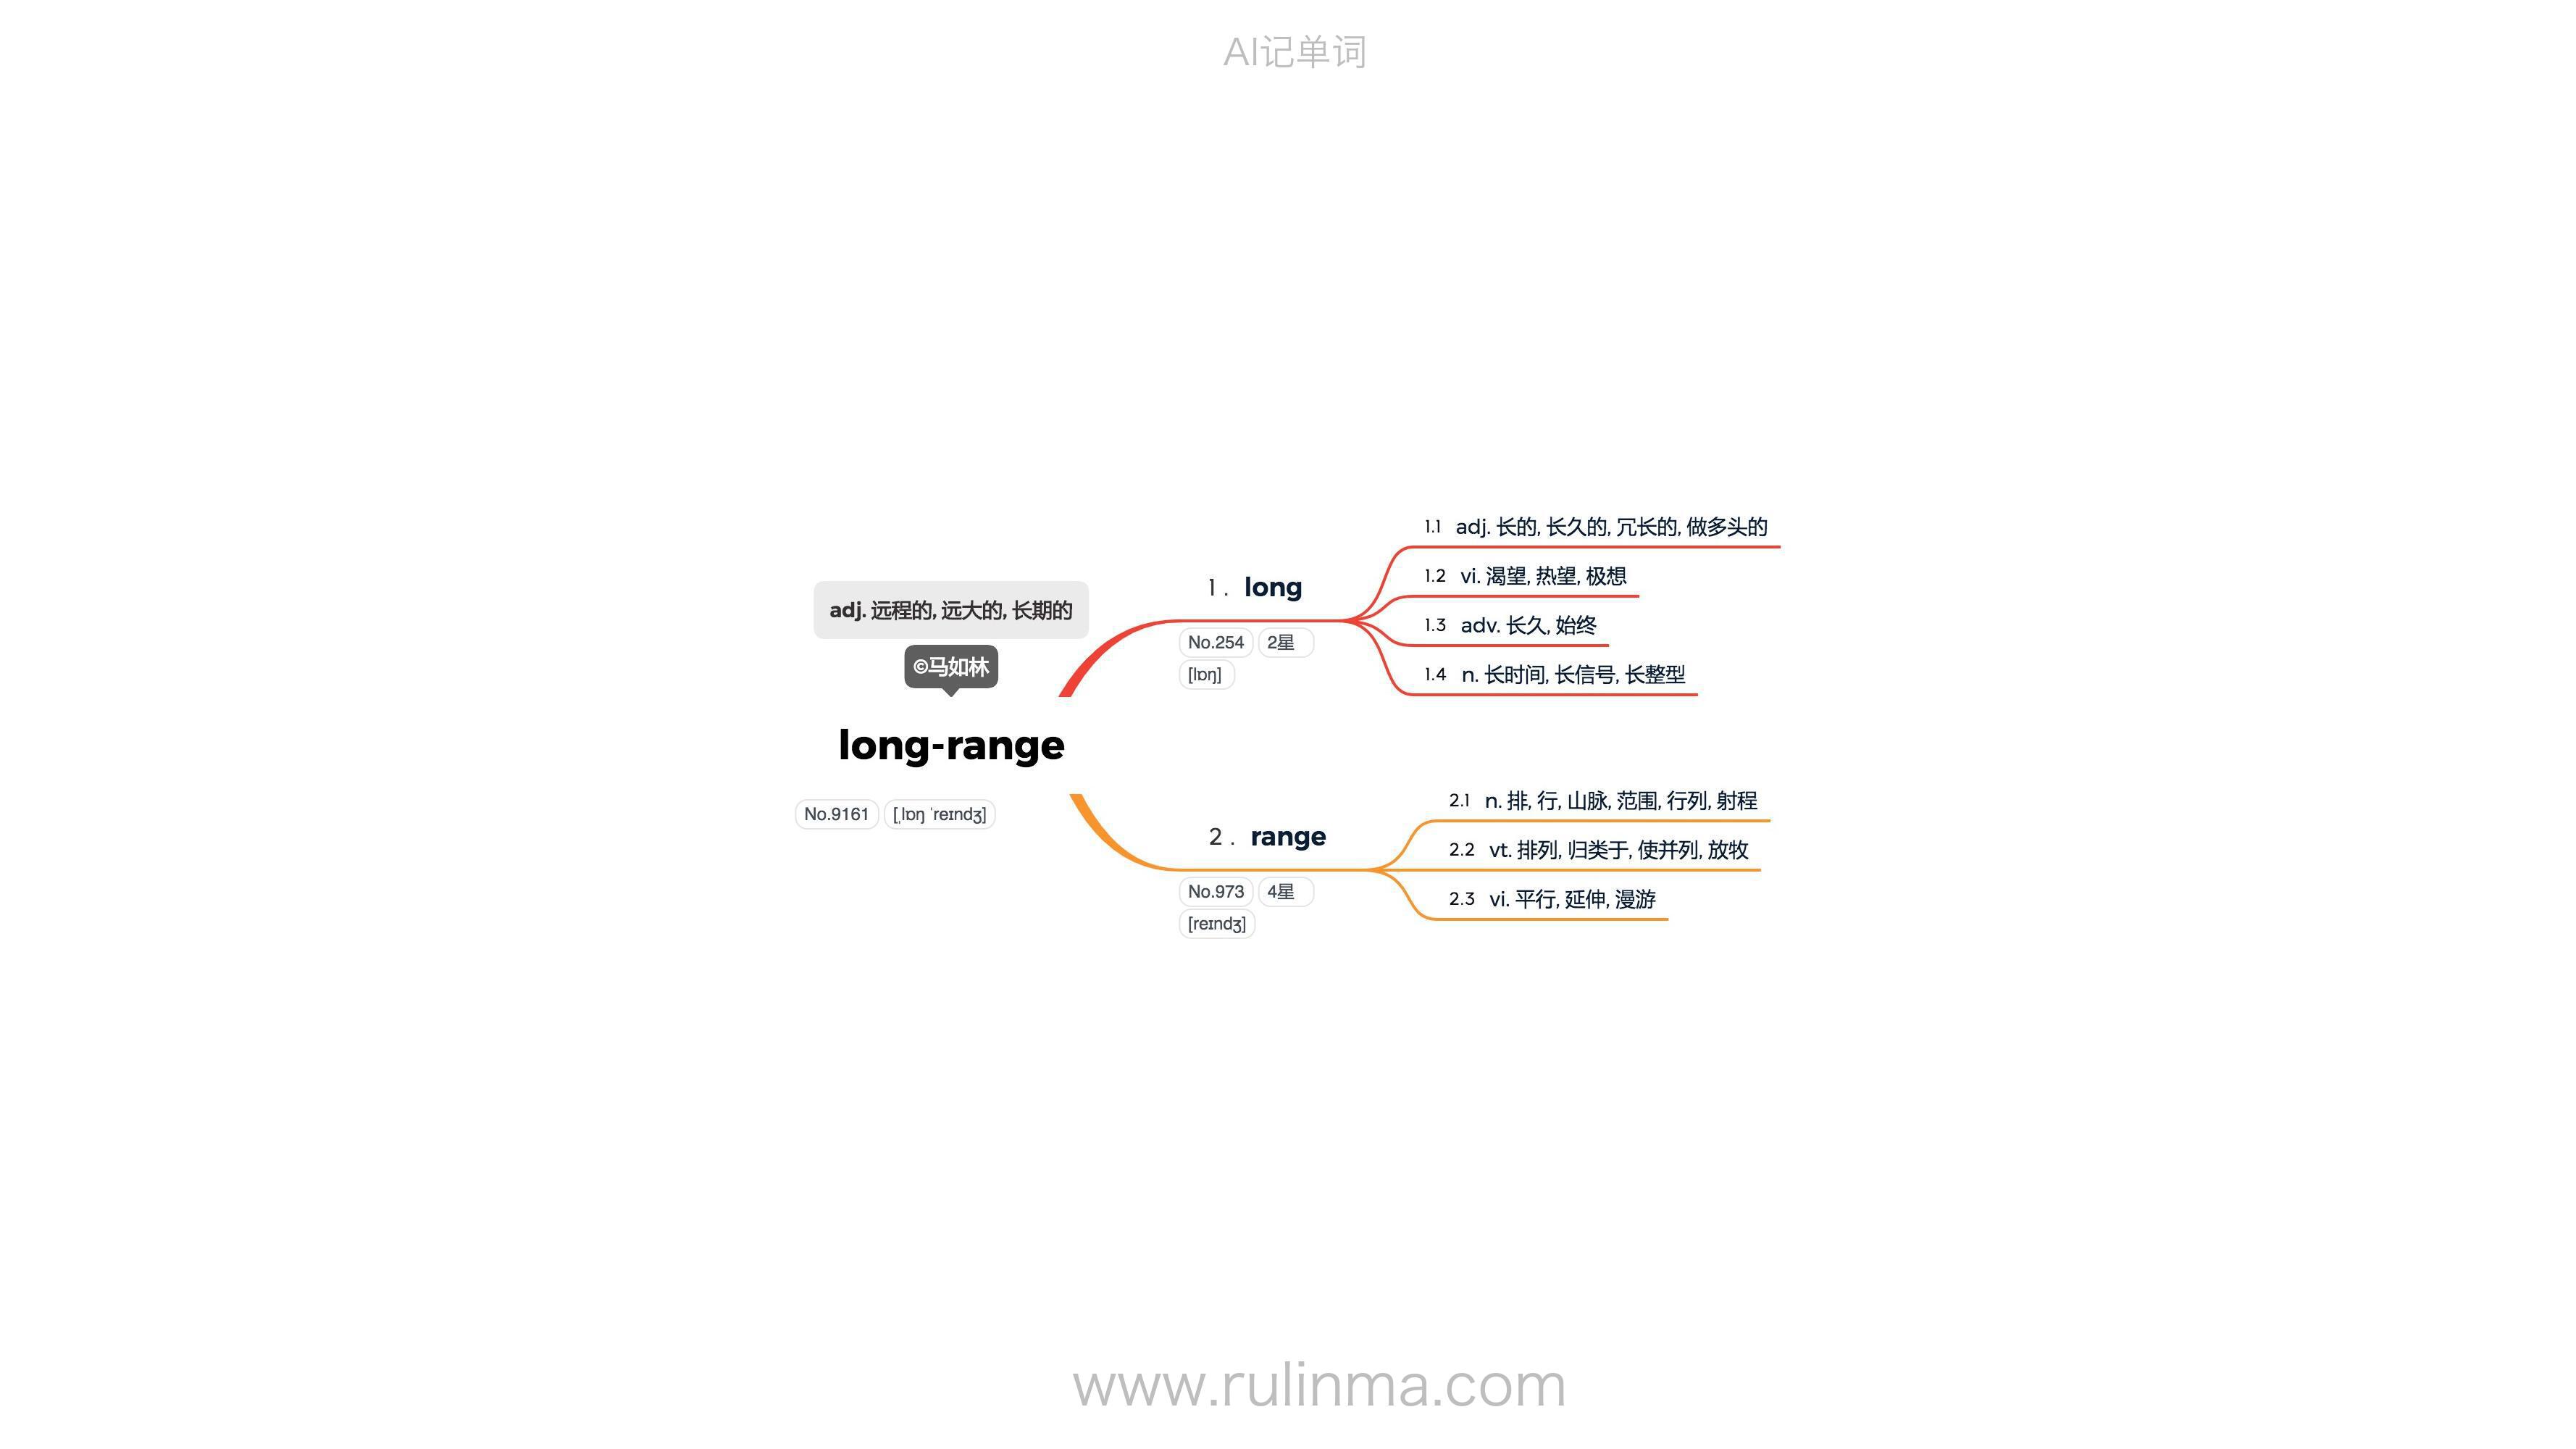 AI记单词
adj. 远程的, 远大的, 长期的
©马如林
long-range
No.9161 [ˌlɒŋ ˈreɪndʒ]
1 . long
No.254 2星
[lɒŋ]
1.1 adj. 长的, 长久的, 冗长的, 做多头的
1.2 vi. 渴望, 热望, 极想
1.3 adv. 长久, 始终
1.4 n. 长时间, 长信号, 长整型
2 . range
No.973 4星
[reɪndʒ]
2.1 n. 排, 行, 山脉, 范围, 行列, 射程
2.2 vt. 排列, 归类于, 使并列, 放牧
2.3 vi. 平行, 延伸, 漫游
www.rulinma.com